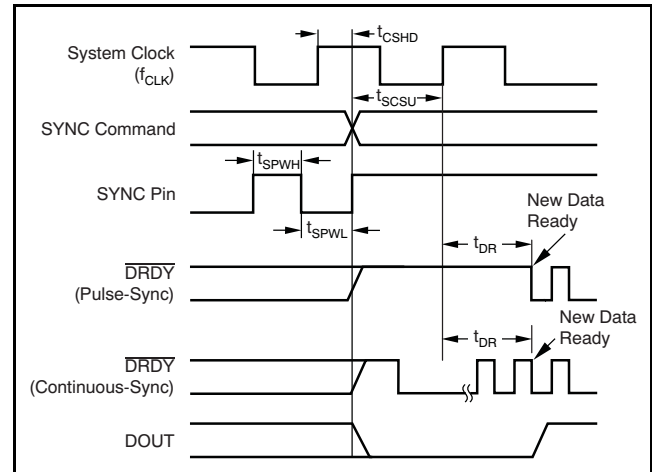 System Clock
(fCLK)
tCSHD
tSCSU
SYNC Command
tSPWH
SYNC Pin
tSPWL
New Data
Ready
tDR
DRDY
(Pulse-Sync)
New Data
Ready
tDR
DRDY
(Continuous-Sync)
DOUT